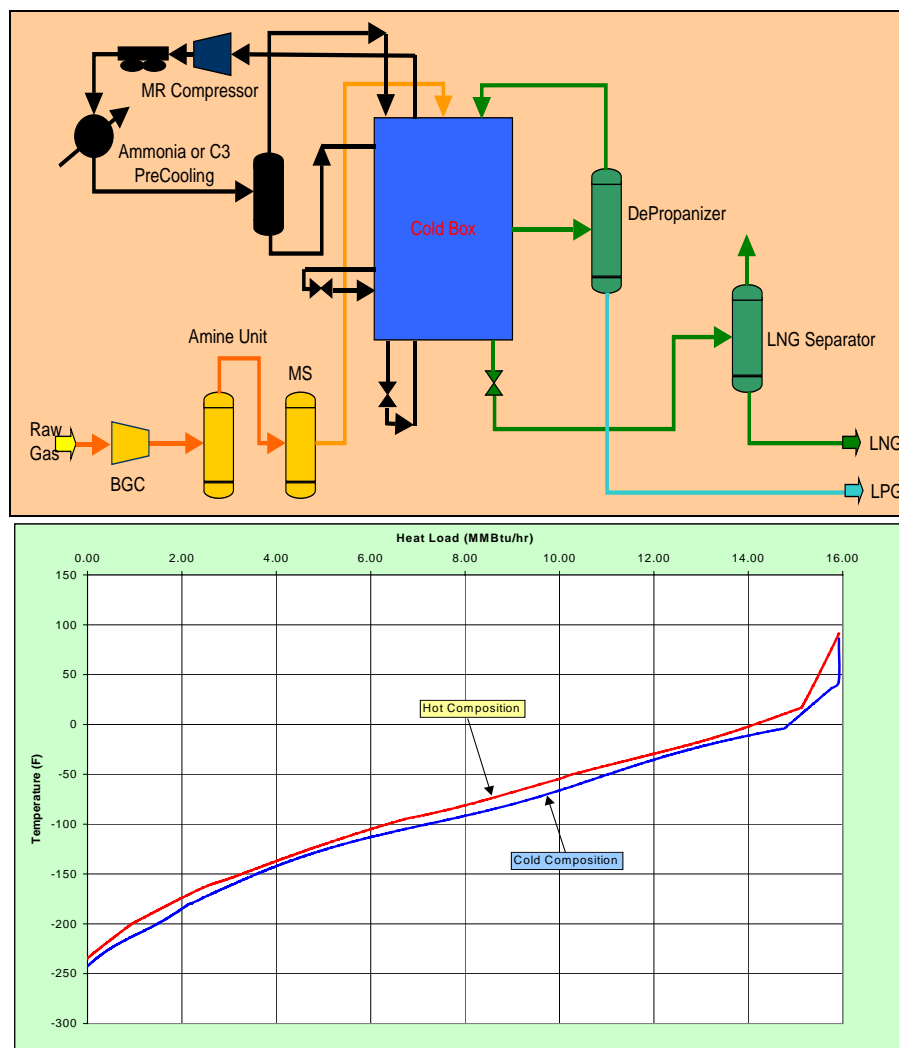 MR Compressor
Ammonia or C3
PreCooling
DePropanizer
Cold Box
Amine Unit
LNG Separator
MS
Raw
Gas
BGC
LNG
LPG
Heat Load (MMBtu/hr)
0.00 2.00 4.00 6.00 8.00 10.00 12.00 14.00 16.00
150
100
50
0
-50
-100
-150
-200
-250
-300
Temperature (F)
Hot Composition
Cold Composition